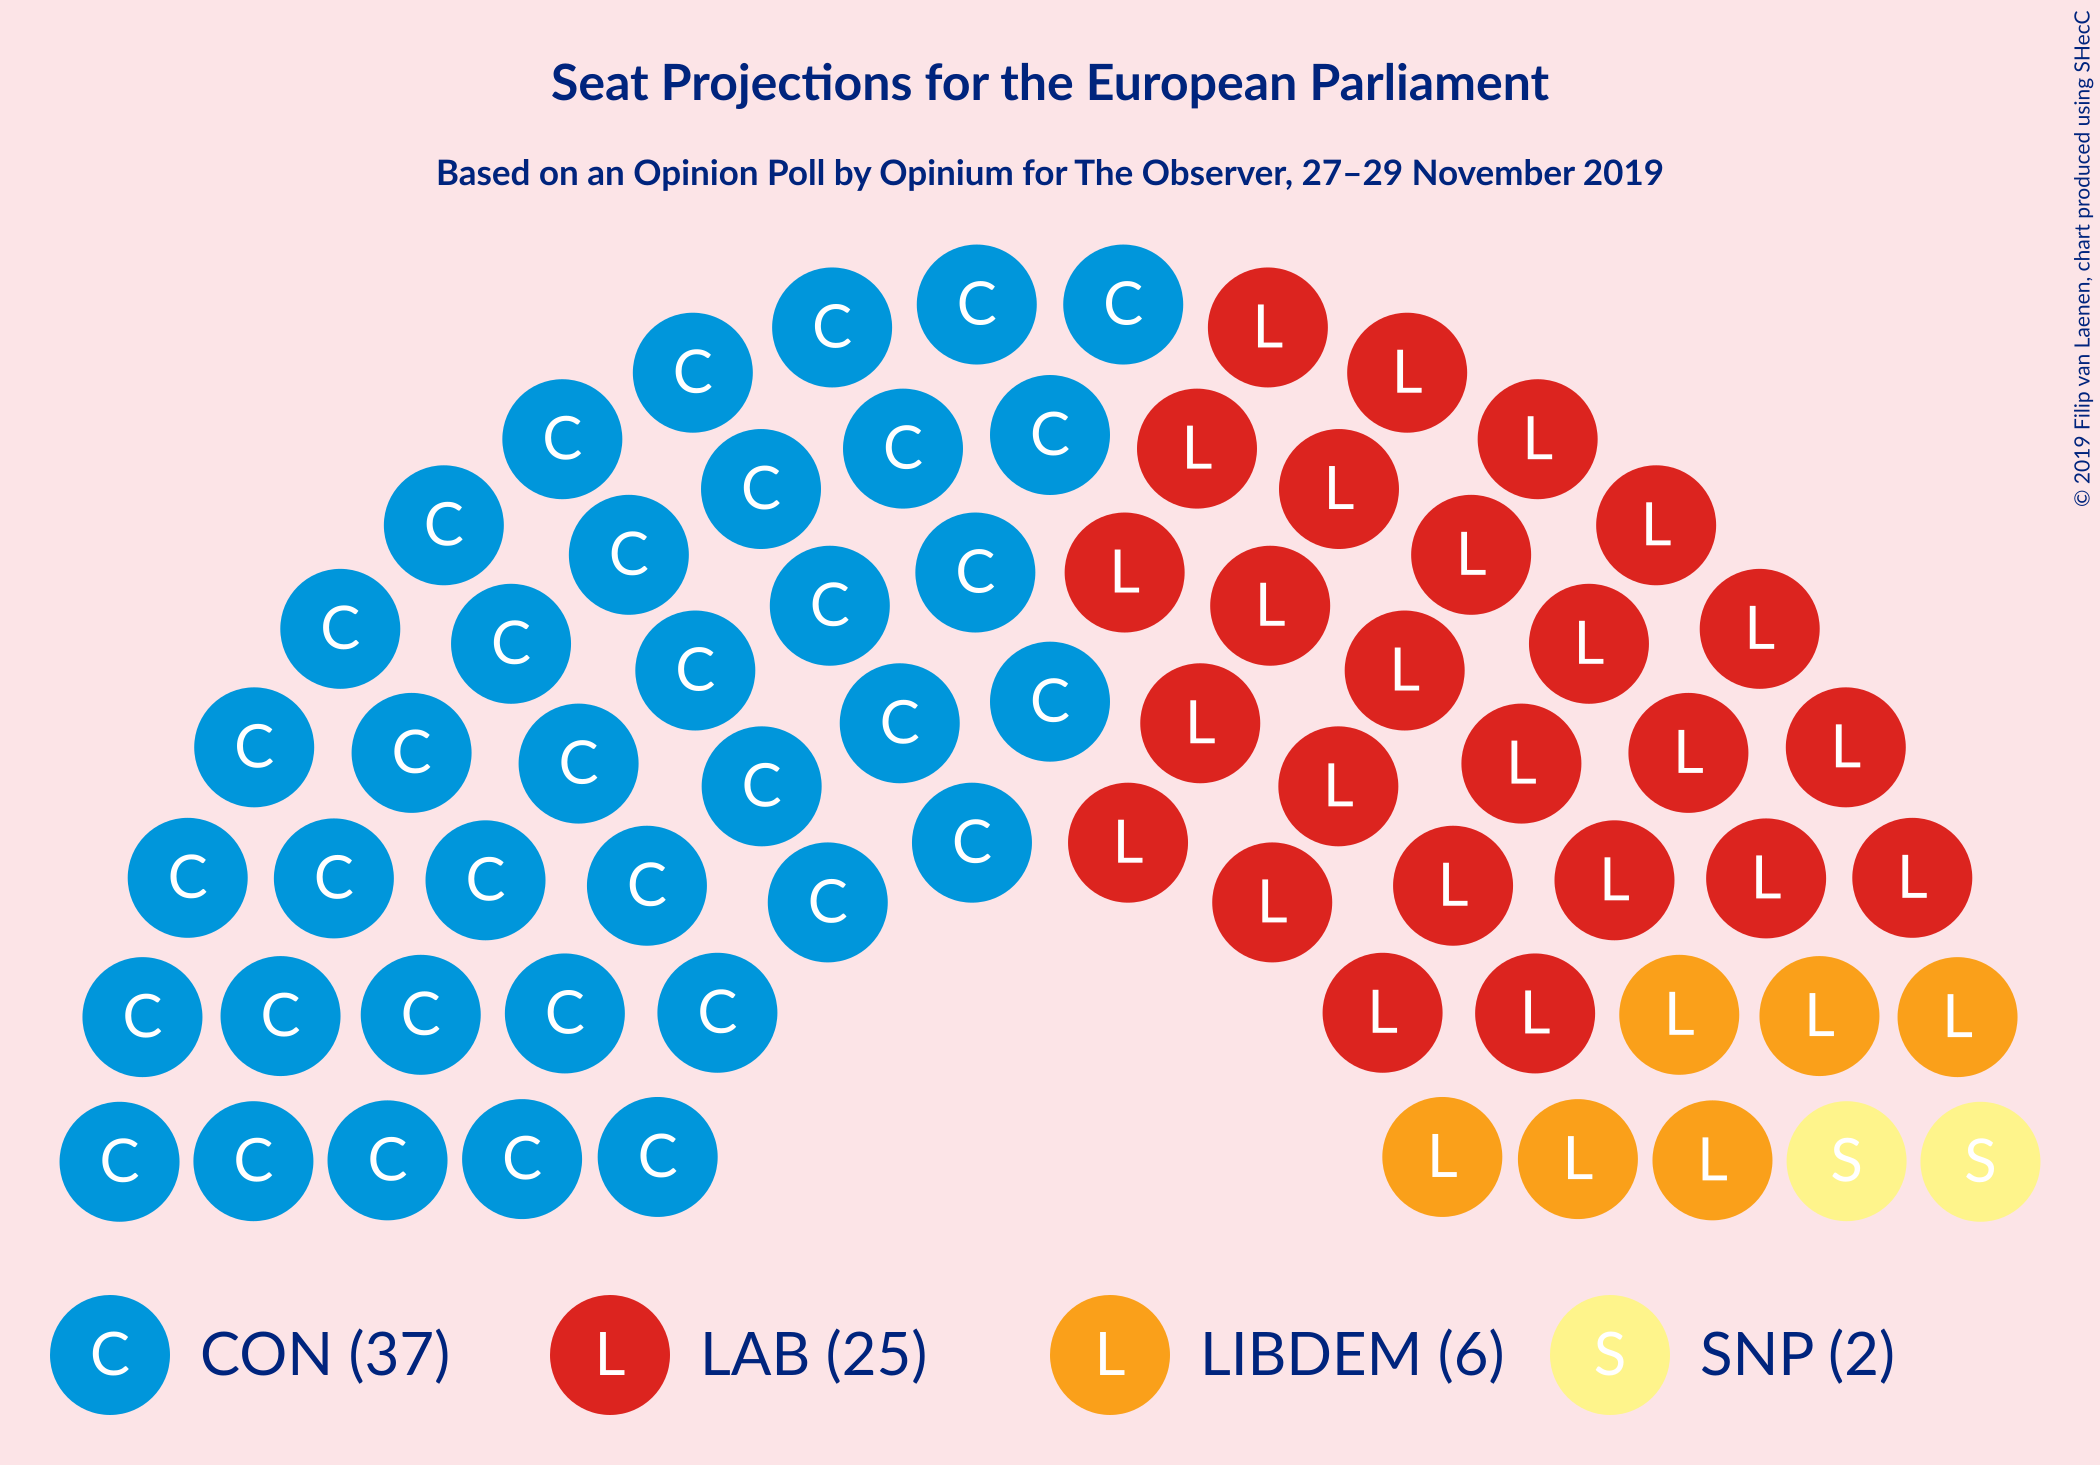 Seat Projections for the European Parliament
Based on an Opinion Poll by Opinium for The Observer, 27–29 November 2019
© 2019 Filip van Laenen, chart produced using SHecC
C C
C L
C L
C C C L L
C L
C L
C L
C L
C L
C L
C L
C L
C
C L
C C C L L L
C L
C L
C C C C L L L L
C L
C C C C C L L L L L
C C C C C L L L S S
C CON (37) L LAB (25) L LIBDEM (6) S SNP (2)